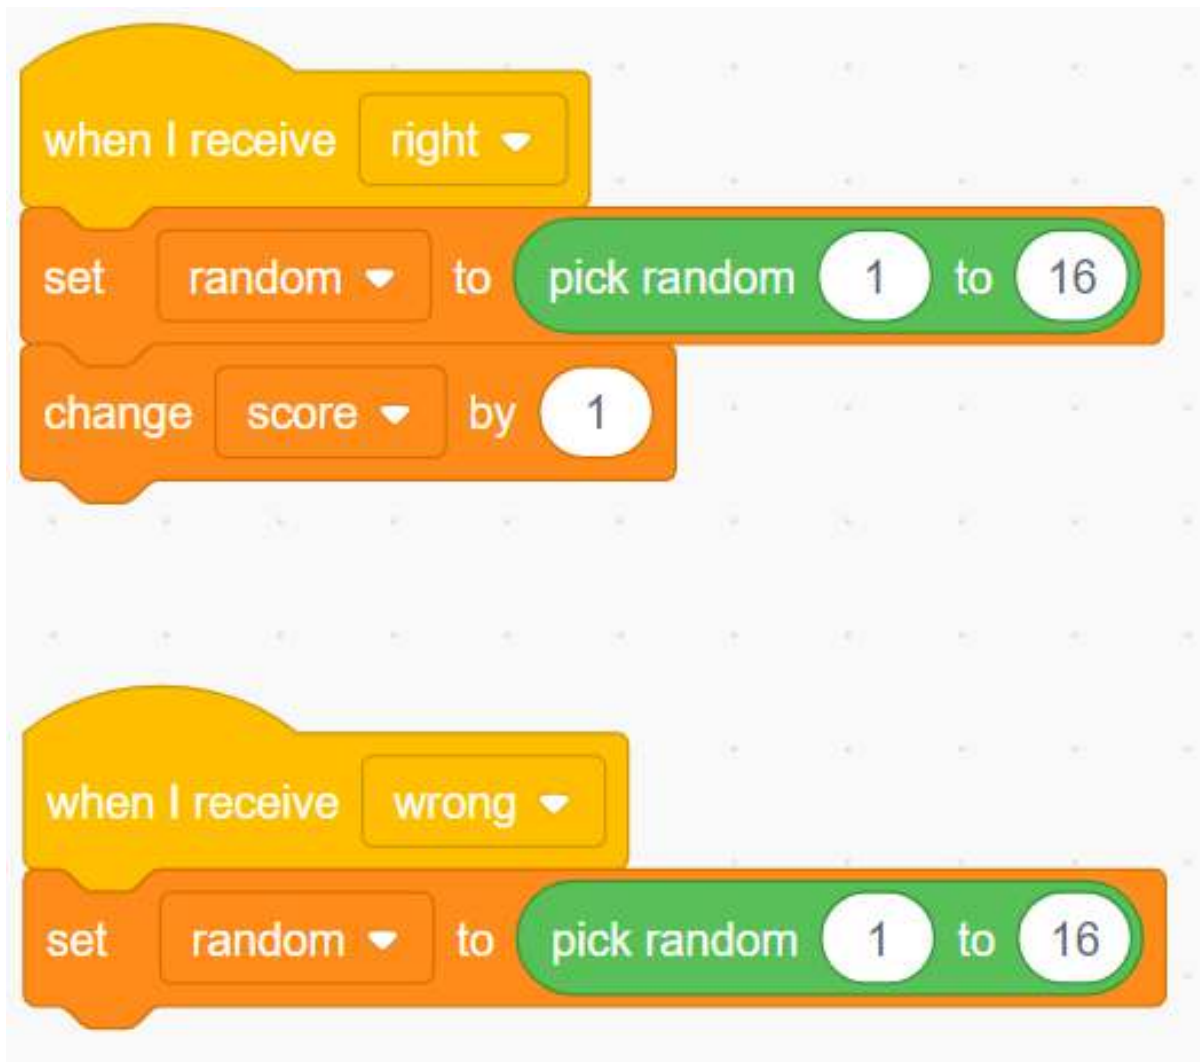 when I receive right
set random to pick random 1 to 16
change score by 1
when I receive wrong
set random to pick random 1 to 16